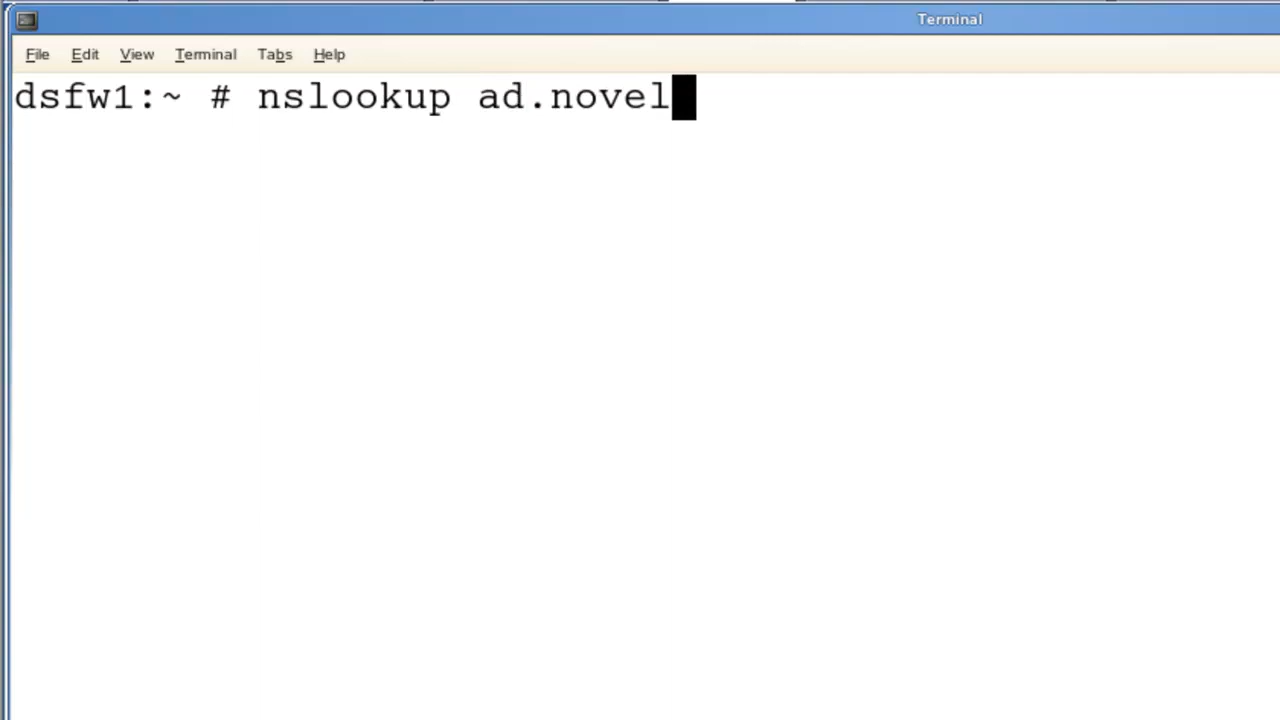 Terminal
File Edit View Terminal Tabs Help
dsfw1:~ # nslookup ad.novel